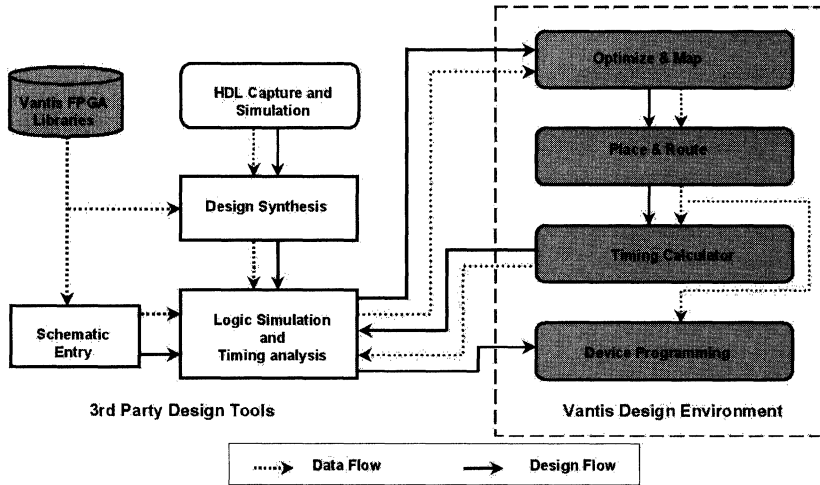 Vantis FPGA
Libraries
HDL Capture and
Simulation
Design Synthesis
Schematic
Entry
Logic Simulation
and
Timing analysis
3rd Party Design Tools
Optimize & Map
Place & Route
Timing Calculator
Device Programming
Vantis Design Environment
Data Flow
Design Flow